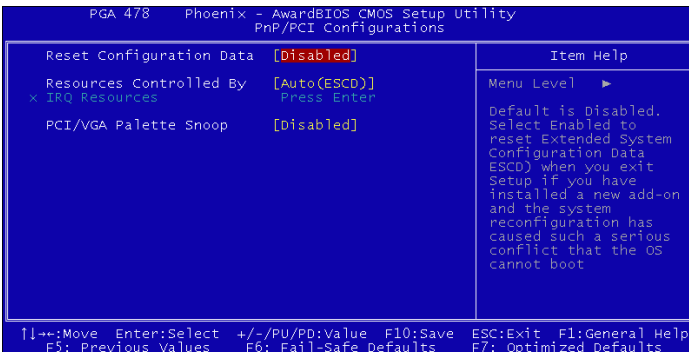 PGA 478 Phoenix - AwardBIOS CMOS Setup Utility
PnP/PCI Configurations
Reset Configuration Data [Disabled]
Resources Controlled By [Auto(ESCD)]
x IRQ Resources Press Enter
PCI/VGA Palette Snoop [Disabled]
Item Help
Menu Level ►
Default is Disabled.
Select Enabled to
reset Extended System
Configuration Data
ESCD) when you exit
Setup if you have
installed a new add-on
and the system
reconfiguration has
caused such a serious
conflict that the OS
cannot boot
↑↓→←:Move Enter:Select +/-/PU/PD:Value F10:Save ESC:Exit F1:General Help
F5: Previous Values F6: Fail-Safe Defaults F7: Optimized Defaults